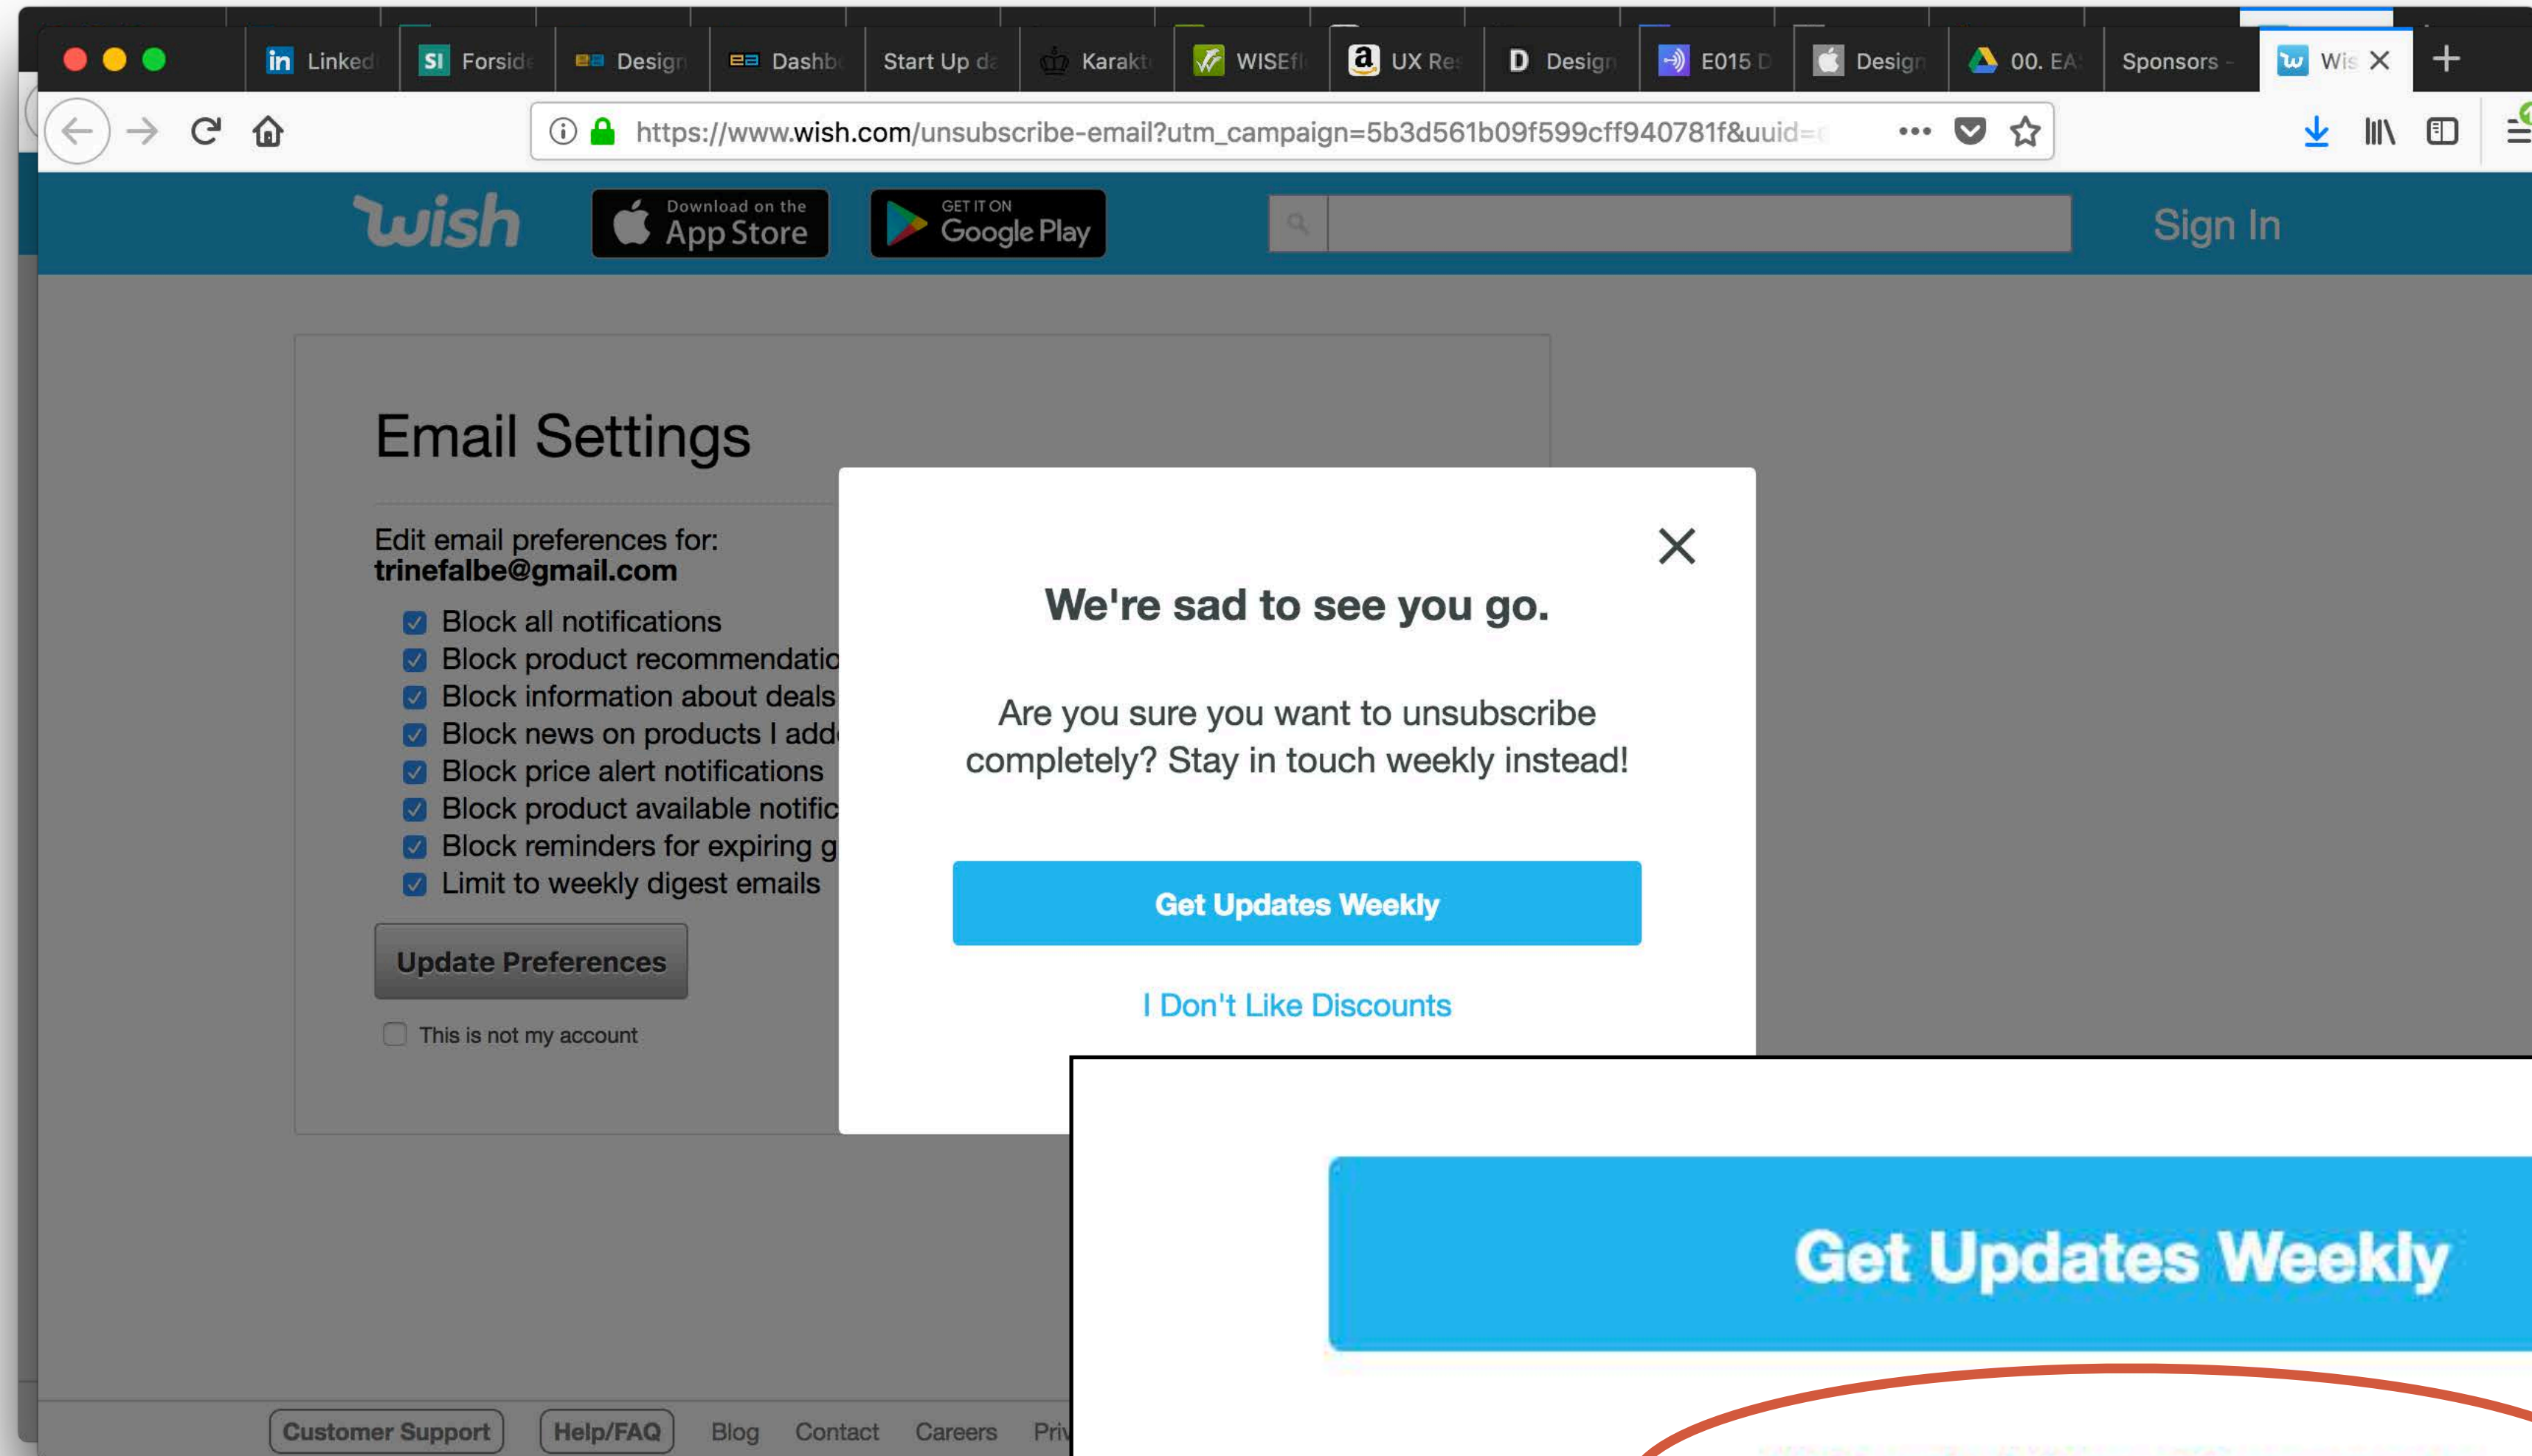 in Linked SI Forside Design Dashb Start Up da Karakt WISEfl a UX Res D Design E015 D Design 00. EA Sponsors - w Wis
https://www.wish.com/unsubscribe-email?utm_campaign=5b3d561b09f599cff940781f&uuid=
wish Download on the App Store GET IT ON Google Play Sign In
Email Settings
Edit email preferences for:
trinefalbe@gmail.com
Block all notifications
Block product recommendatio
Block information about deals
Block news on products I add
Block price alert notifications
Block product available notific
Block reminders for expiring g
Limit to weekly digest emails
Update Preferences
This is not my account
We're sad to see you go.
Are you sure you want to unsubscribe
completely? Stay in touch weekly instead!
Get Updates Weekly
I Don't Like Discounts
Get Updates Weekly
Customer Support Help/FAQ Blog Contact Careers Priv